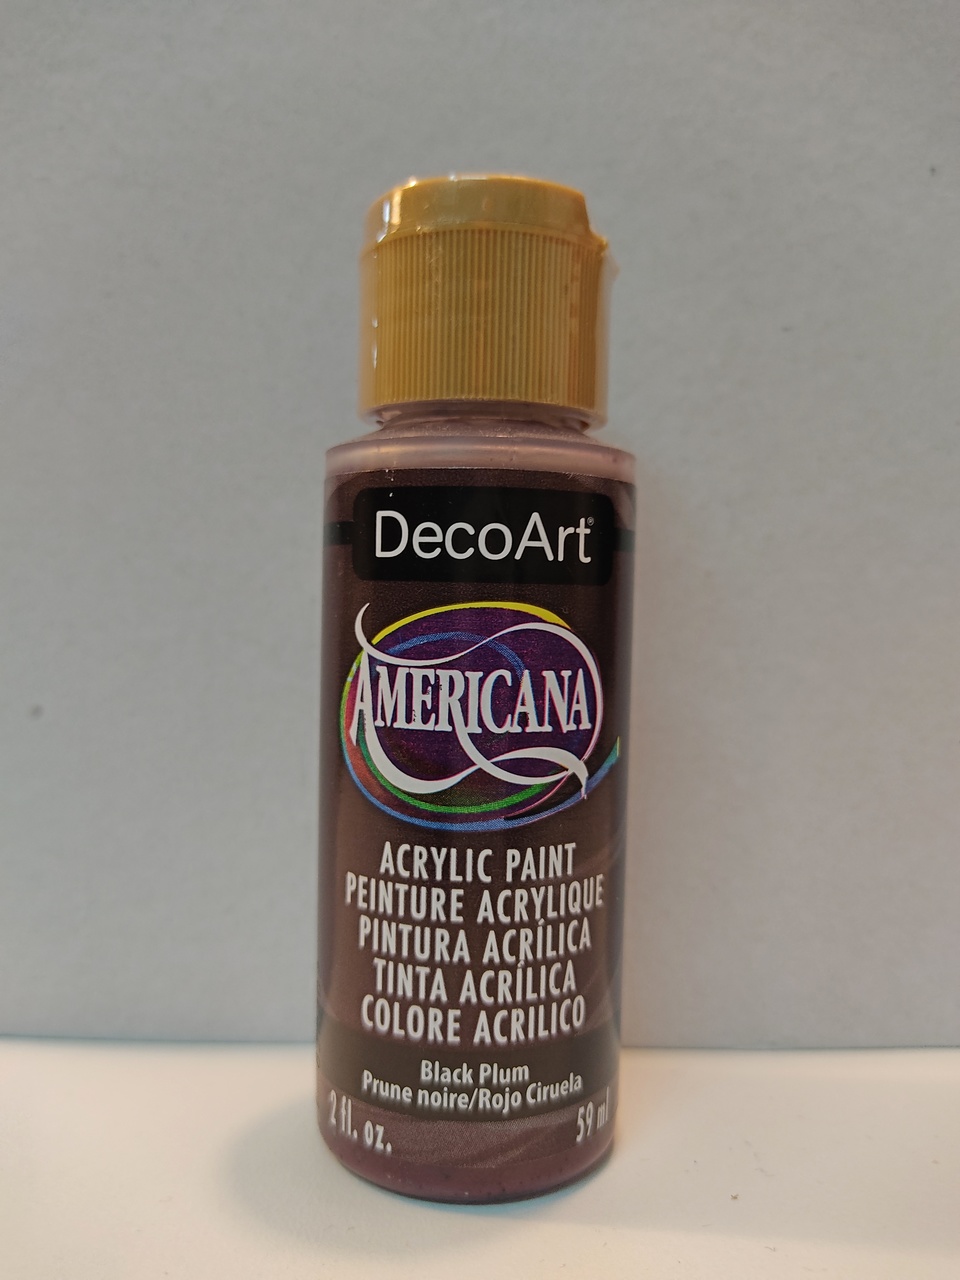 DecoArt®
AMERICANA
ACRYLIC PAINT
PEINTURE ACRYLIQUE
PINTURA ACRÍLICA
TINTA ACRÍLICA
COLORE ACRILICO
Black Plum
Prune noire/Rojo Ciruela
2 fl. oz. 59 ml